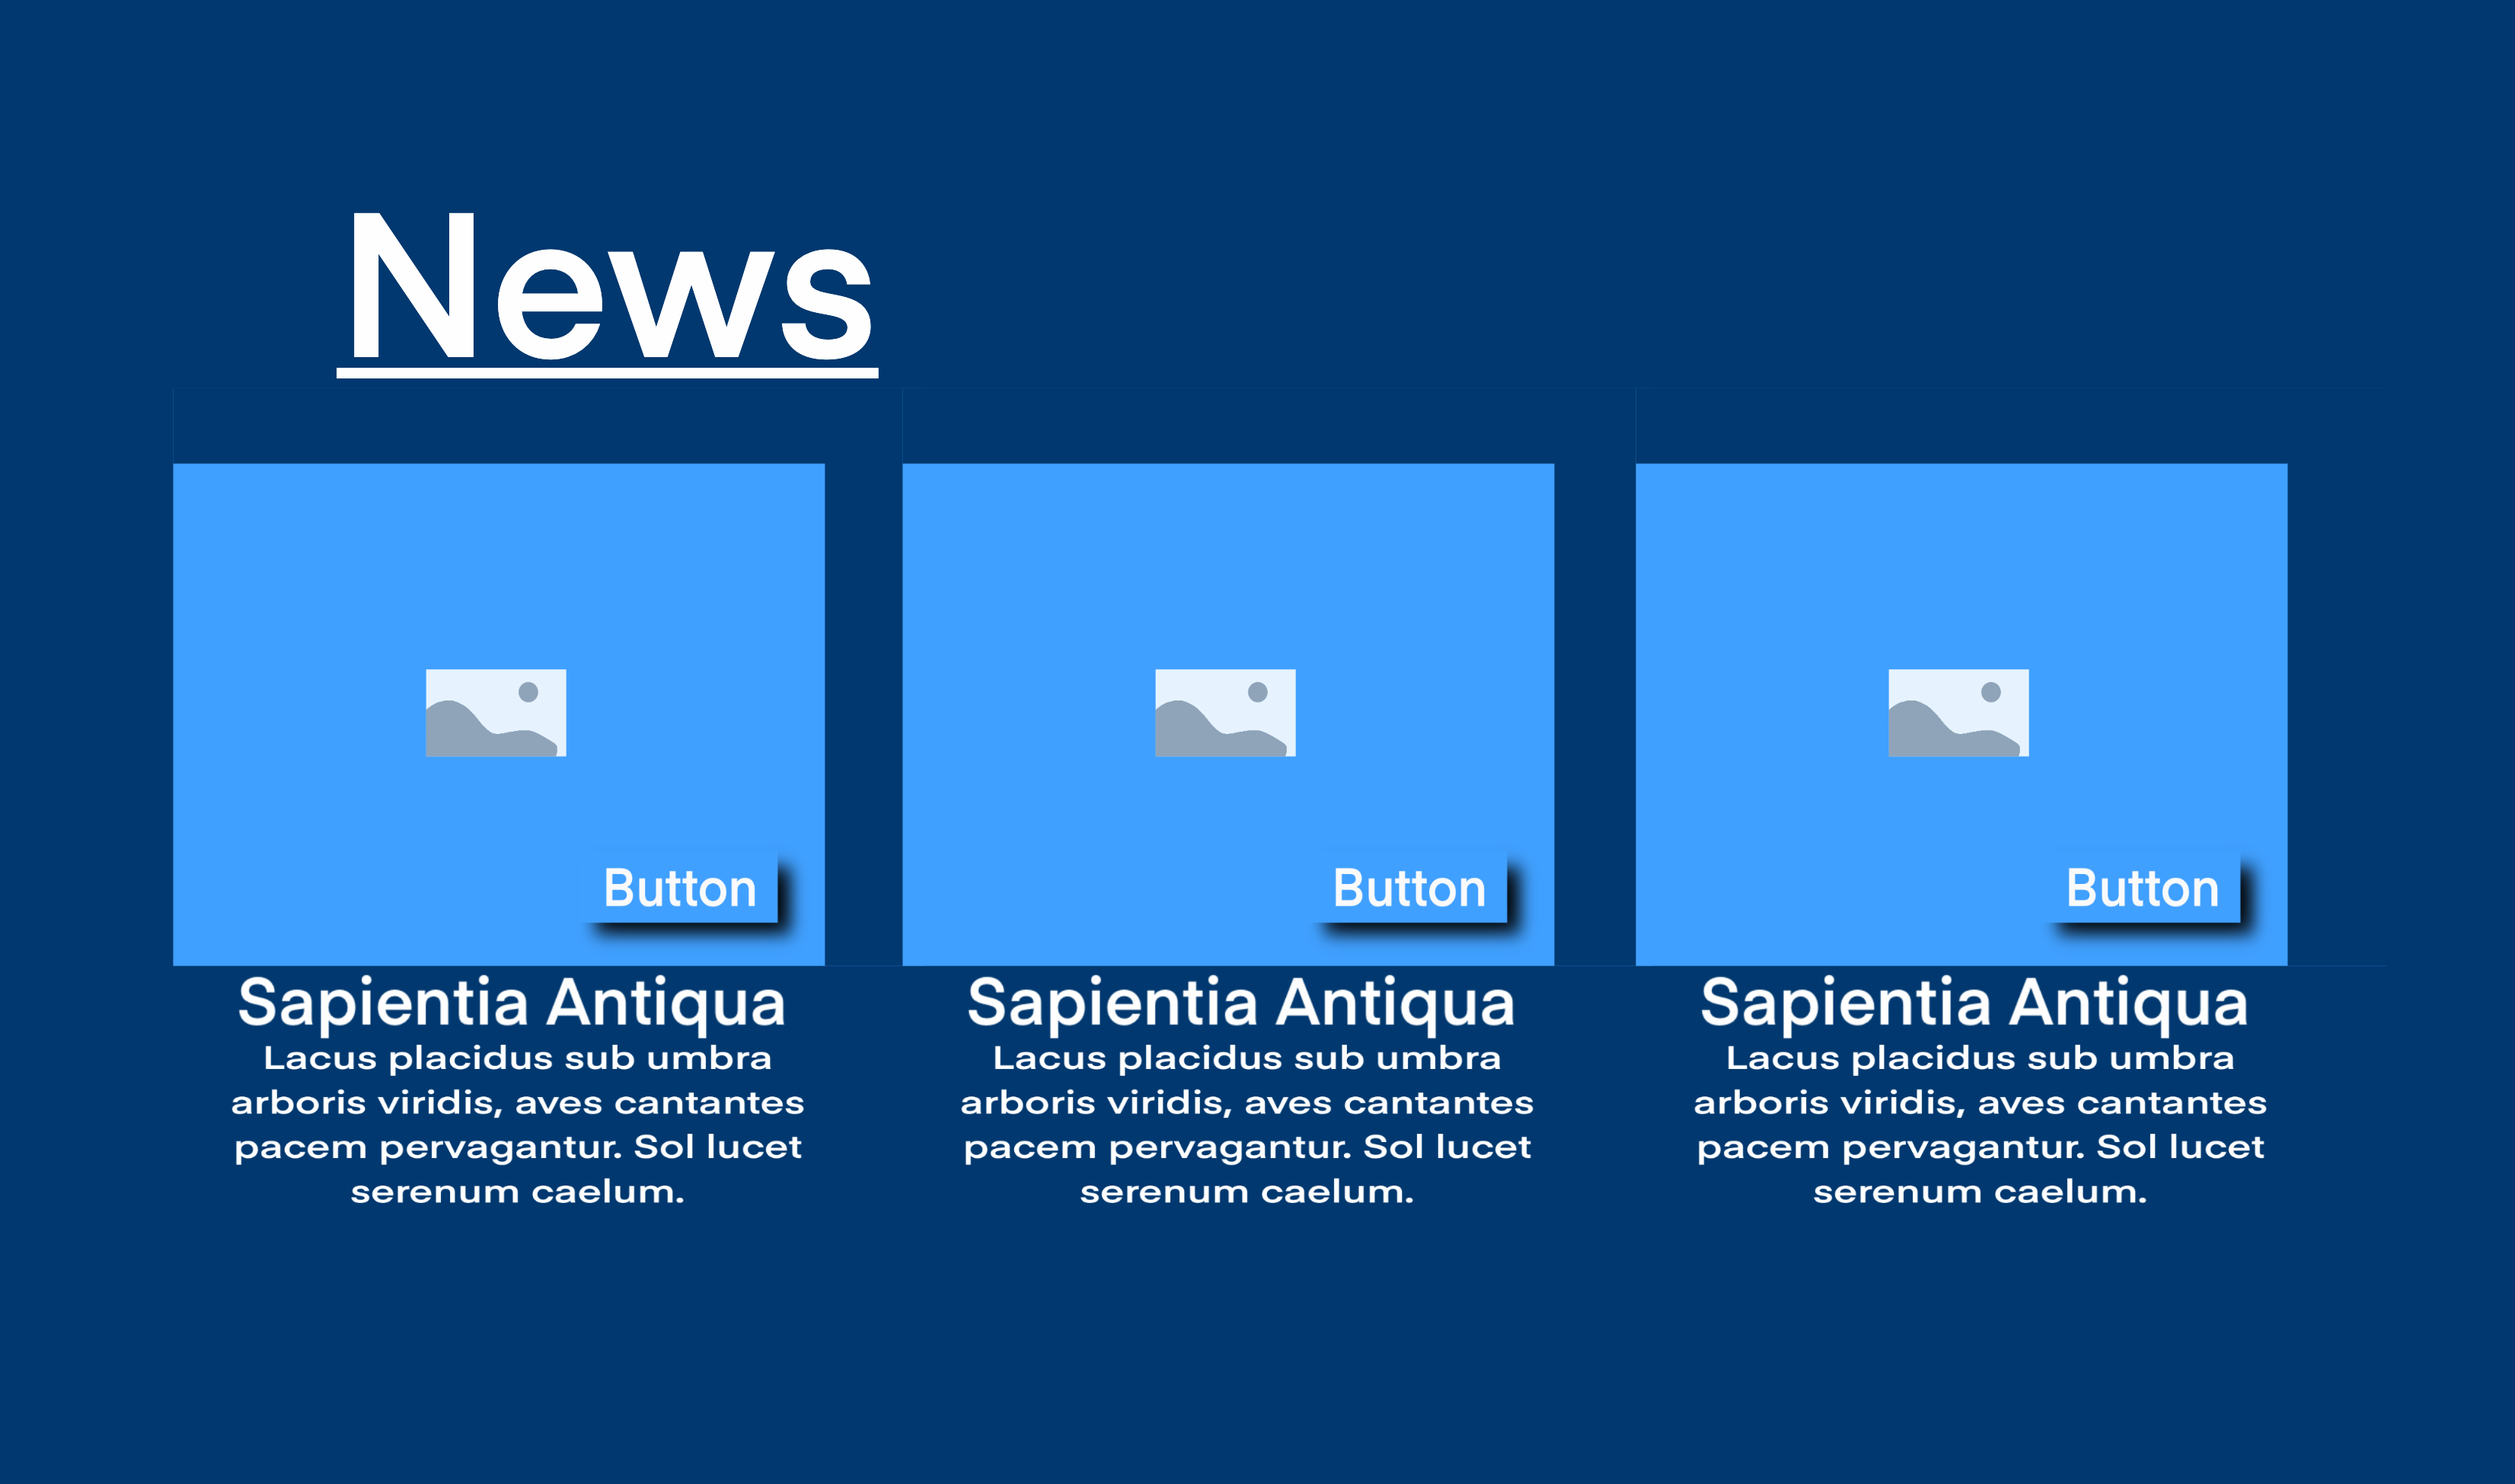 News
Button
Button
Button
Sapientia Antiqua
Lacus placidus sub umbra
arboris viridis, aves cantantes
pacem pervagantur. Sol lucet
serenum caelum.
Sapientia Antiqua
Lacus placidus sub umbra
arboris viridis, aves cantantes
pacem pervagantur. Sol lucet
serenum caelum.
Sapientia Antiqua
Lacus placidus sub umbra
arboris viridis, aves cantantes
pacem pervagantur. Sol lucet
serenum caelum.